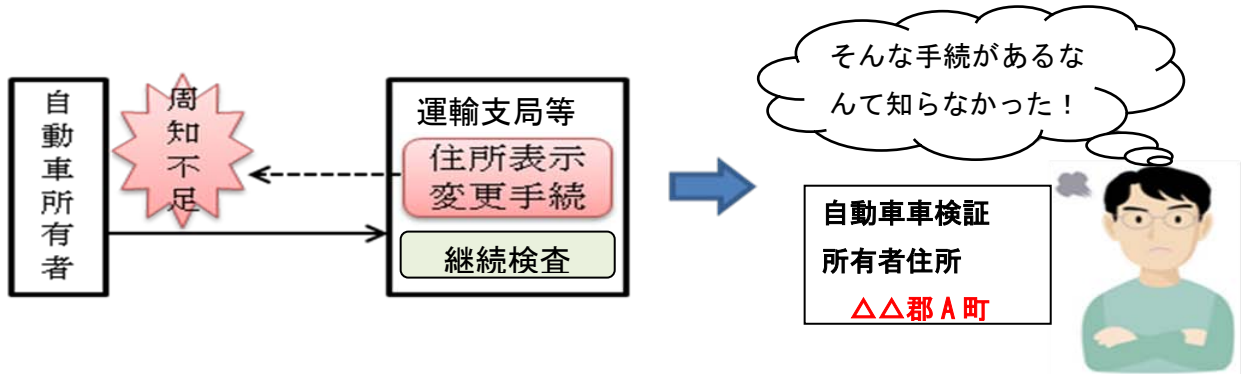 自動車所有者
周知不足
運輸支局等
住所表示
変更手続
継続検査
そんな手続があるな
んて知らなかった！
自動車車検証
所有者住所
△△郡A町